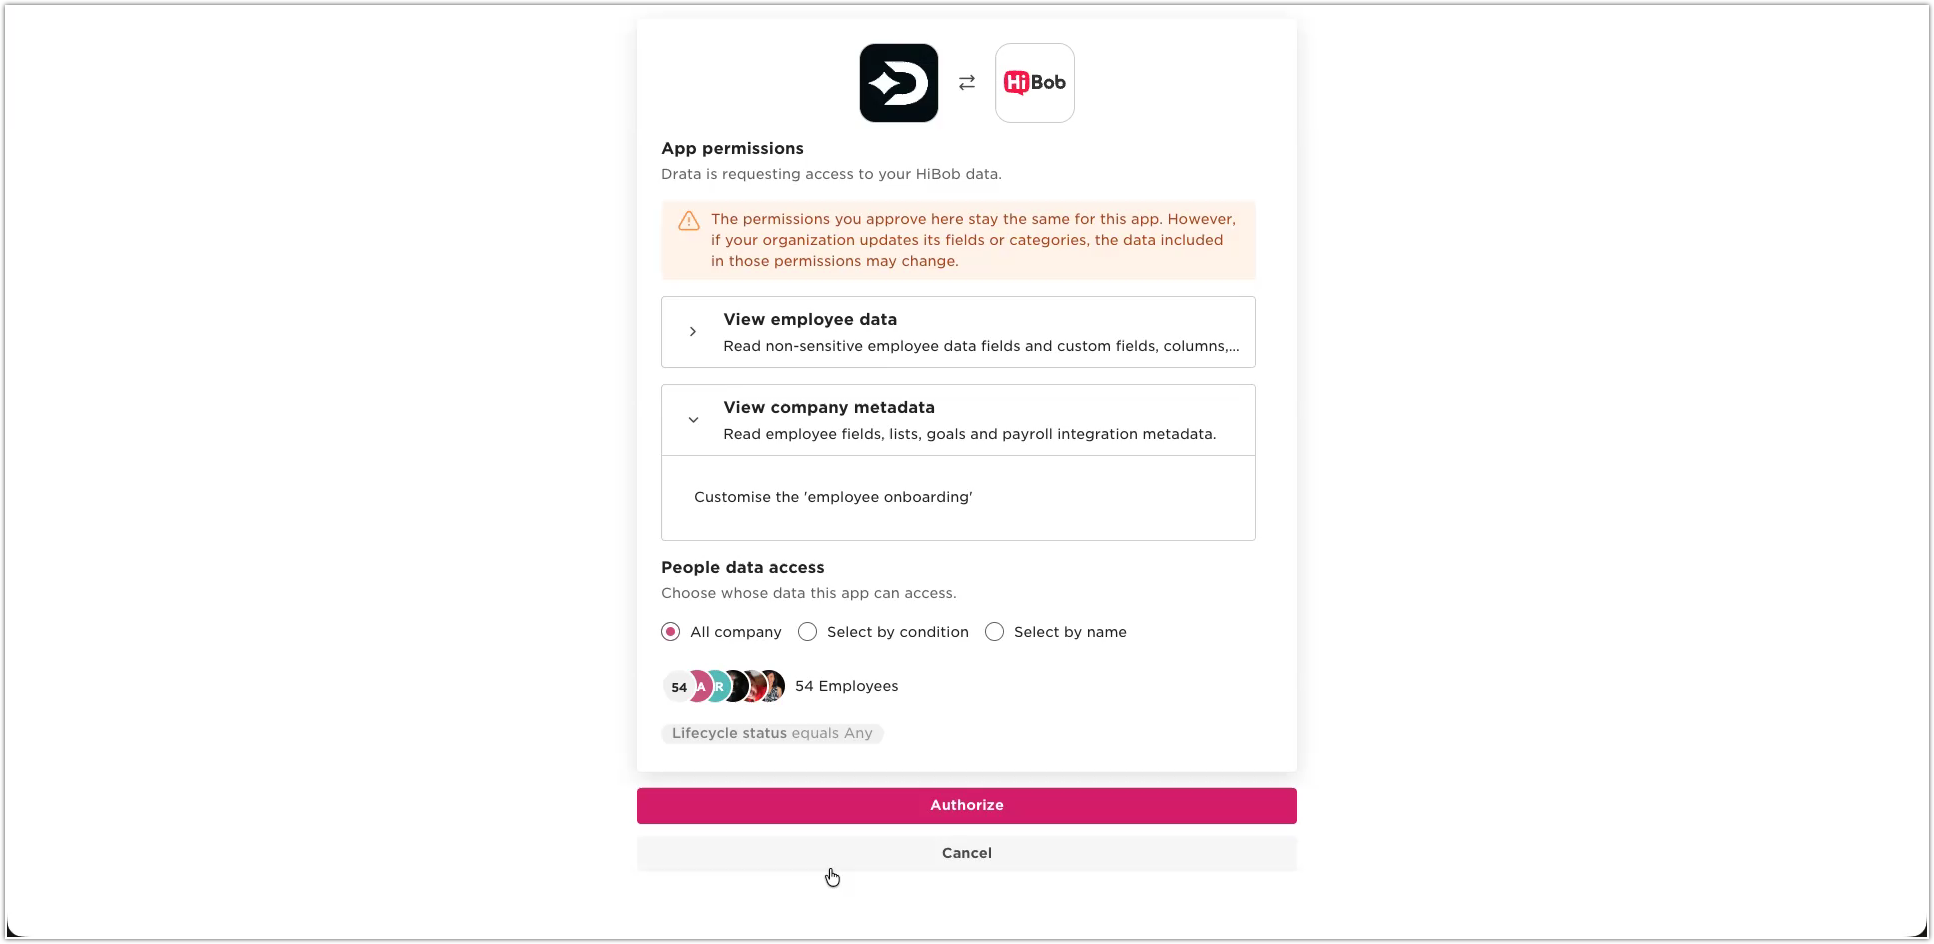 HiBob
App permissions
Drata is requesting access to your HiBob data.
The permissions you approve here stay the same for this app. However,
if your organization updates its fields or categories, the data included
in those permissions may change.
View employee data
Read non-sensitive employee data fields and custom fields, columns,...
View company metadata
Read employee fields, lists, goals and payroll integration metadata.
Customise the 'employee onboarding'
People data access
Choose whose data this app can access.
All company Select by condition Select by name
54 A R 54 Employees
Lifecycle status equals Any
Authorize
Cancel